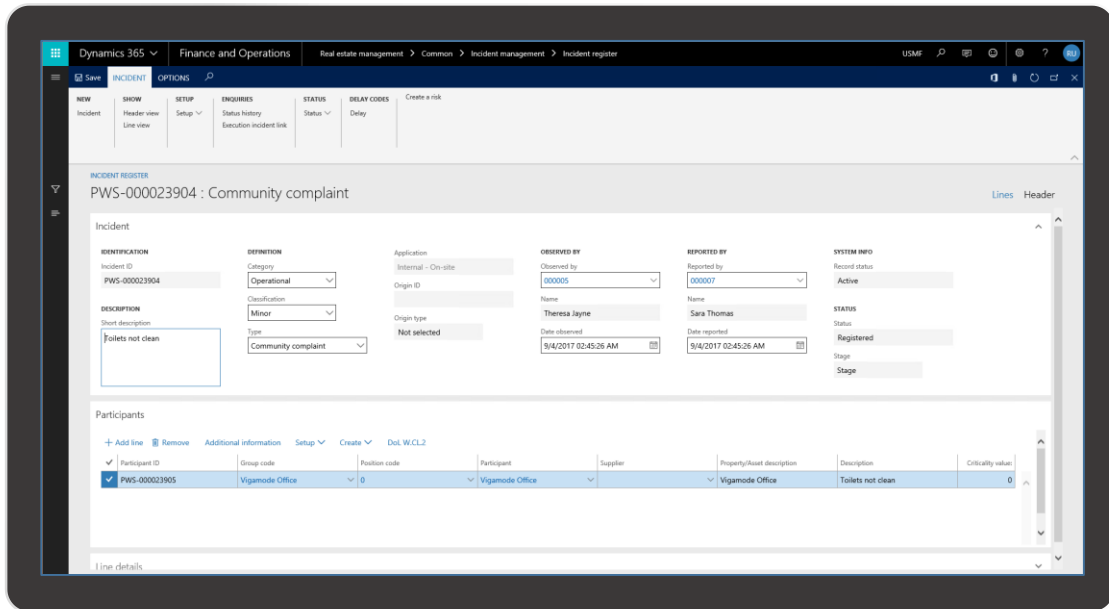 Dynamics 365 Finance and Operations Real estate management > Common > Incident management > Incident register USMF ? RU
Save INCIDENT OPTIONS
NEW SHOW SETUP ENQUIRIES STATUS DELAY CODES Create a risk
Incident Header view Setup Status history Status Delay
Line view Execution incident link
INCIDENT REGISTER
PWS-000023904 : Community complaint
Lines Header
Incident
IDENTIFICATION
Incident ID
PWS-000023904
DESCRIPTION
Short description
Toilets not clean
DEFINITION
Category
Operational
Classification
Minor
Type
Community complaint
Application
Internal - On-site
Origin ID
Origin type
Not selected
OBSERVED BY
Observed by
000005
Name
Theresa Jayne
Date observed
9/4/2017 02:45:26 AM
REPORTED BY
Reported by
000007
Name
Sara Thomas
Date reported
9/4/2017 02:45:26 AM
SYSTEM INFO
Record status
Active
STATUS
Status
Registered
Stage
Stage
Participants
+ Add line Remove Additional information Setup Create DoL W.CL.2
Participant ID Group code Position code Participant Supplier Property/Asset description Description Criticality value:
PWS-000023905 Vigamode Office 0 Vigamode Office Vigamode Office Toilets not clean 0
Line details